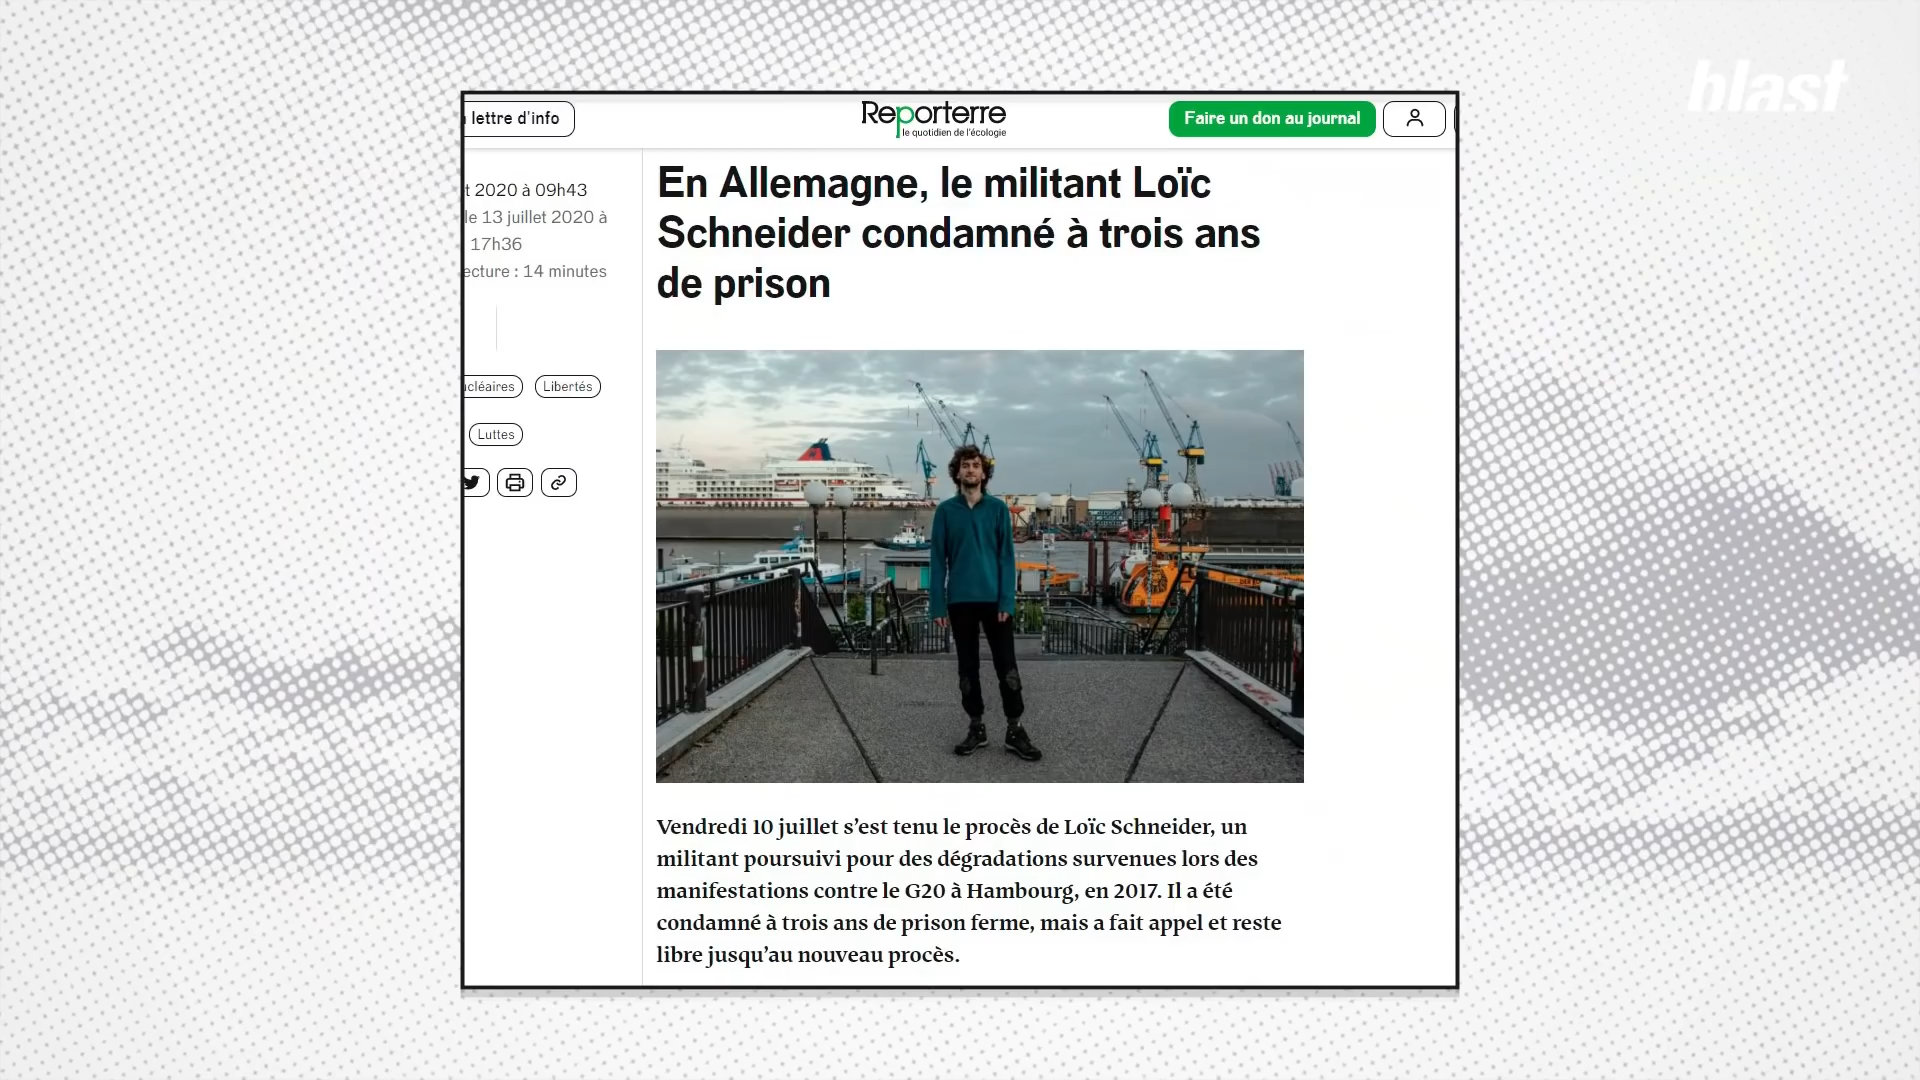 blast
lettre d'info
Reporterre
le quotidien de l'écologie
Faire un don au journal
2020 à 09h43
le 13 juillet 2020 à
17h36
: 14 minutes
Libertés
Luttes
En Allemagne, le militant Loïc
Schneider condamné à trois ans
de prison
Vendredi 10 juillet s’est tenu le procès de Loïc Schneider, un
militant poursuivi pour des dégradations survenues lors des
manifestations contre le G20 à Hambourg, en 2017. Il a été
condamné à trois ans de prison ferme, mais a fait appel et reste
libre jusqu’au nouveau procès.